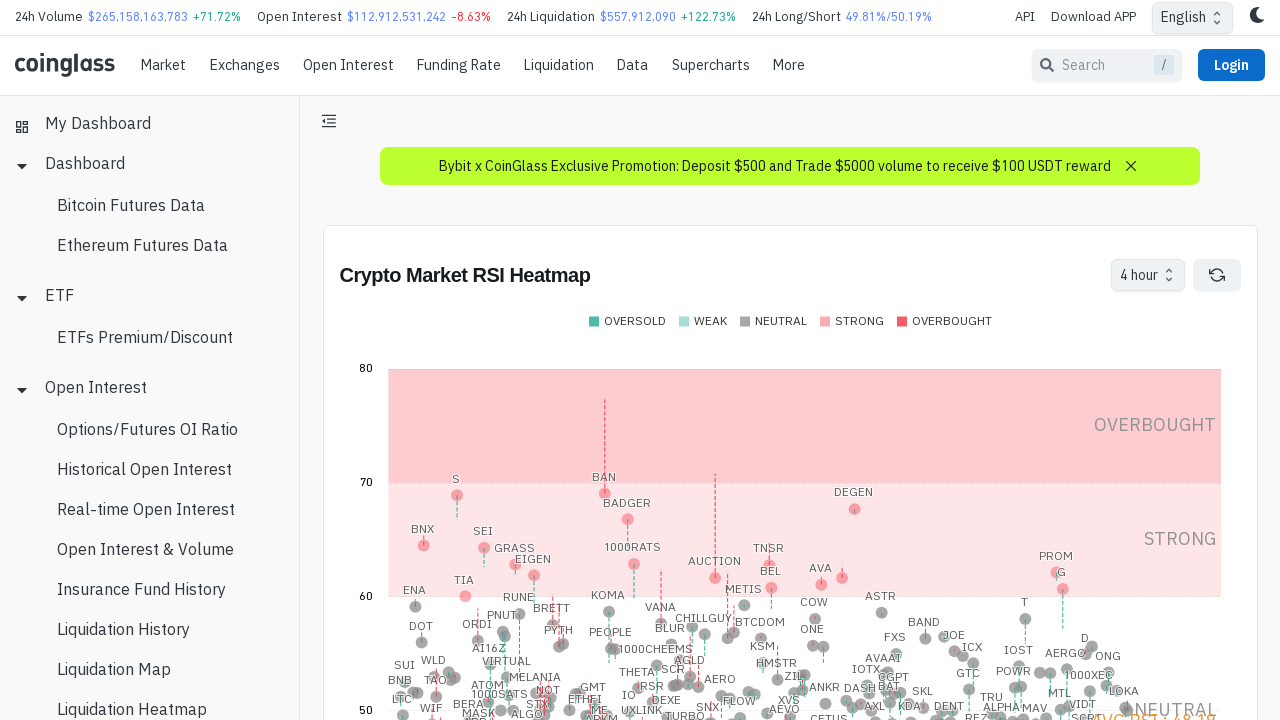 24h Volume $265,158,163,783 +71.72% Open Interest $112,912,531,242 -8.63% 24h Liquidation $557,912,090 +122.73% 24h Long/Short 49.81%/50.19% API Download APP English
coinglass Market Exchanges Open Interest Funding Rate Liquidation Data Supercharts More Search / Login
My Dashboard
Dashboard
Bitcoin Futures Data
Ethereum Futures Data
ETF
ETFs Premium/Discount
Open Interest
Options/Futures OI Ratio
Historical Open Interest
Real-time Open Interest
Open Interest & Volume
Insurance Fund History
Liquidation History
Liquidation Map
Liquidation Heatmap
Bybit x CoinGlass Exclusive Promotion: Deposit $500 and Trade $5000 volume to receive $100 USDT reward
Crypto Market RSI Heatmap 4 hour
OVERSOLD WEAK NEUTRAL STRONG OVERBOUGHT
80
OVERBOUGHT
70
S BAN
BADGER DEGEN
BNX SEI STRONG
GRASS 1000RATS TNSR
EIGEN AUCTION PROM
TIA BEL AVA G
60
ENA RUNE KOMA METIS ASTR
BRETT VANA COW T
DOT ORDI PNUT CHILLGUY BTCDOM BAND
PYTH PEOPLE BLUR ONE FXS JOE D
AI16Z 1000CHEEMS KSM ICX IOST AERGO ONG
SUI WLD VIRTUAL AGLD HMSTR AVAAI
BNB TAO MELANIA THETA SCR AERO ZIL IOTX CGPT GTC POWR 1000XEC
ATOM NOT GMT RSR ANKR DASH BAT SKL LOKA
LTC 1000SATS ETHFI IO DEXE FLOW XVS TRU MTL
WIF BERA STX ME UXLINK SNX AEVO AXL KDA DENT ALPHA MAV IDT
50
MASK ALGO TURBO CETUS NEUTRAL